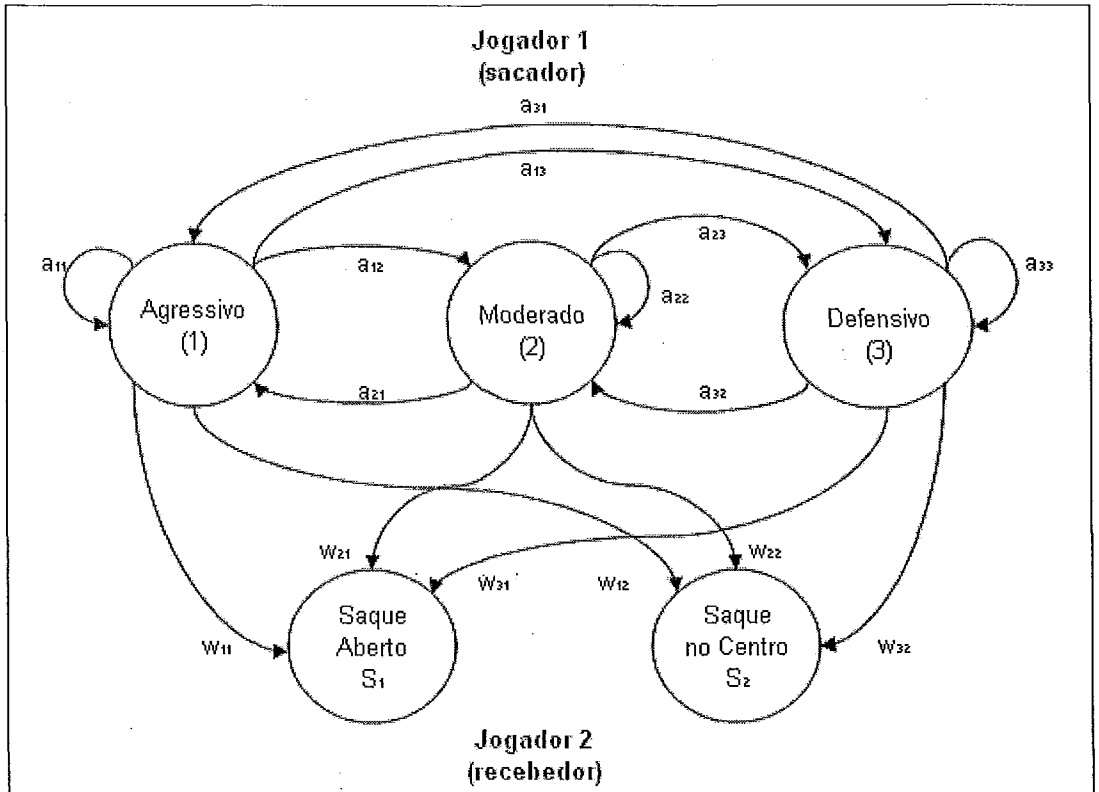 Jogador 1
(sacador)
a31
a13
a23
a11
a12
a22
a33
Agressivo
(1)
Moderado
(2)
Defensivo
(3)
a21
a32
w21
w31
w12
w22
w11
w32
Saque
Aberto
S1
Saque
no Centro
S2
Jogador 2
(recebedor)